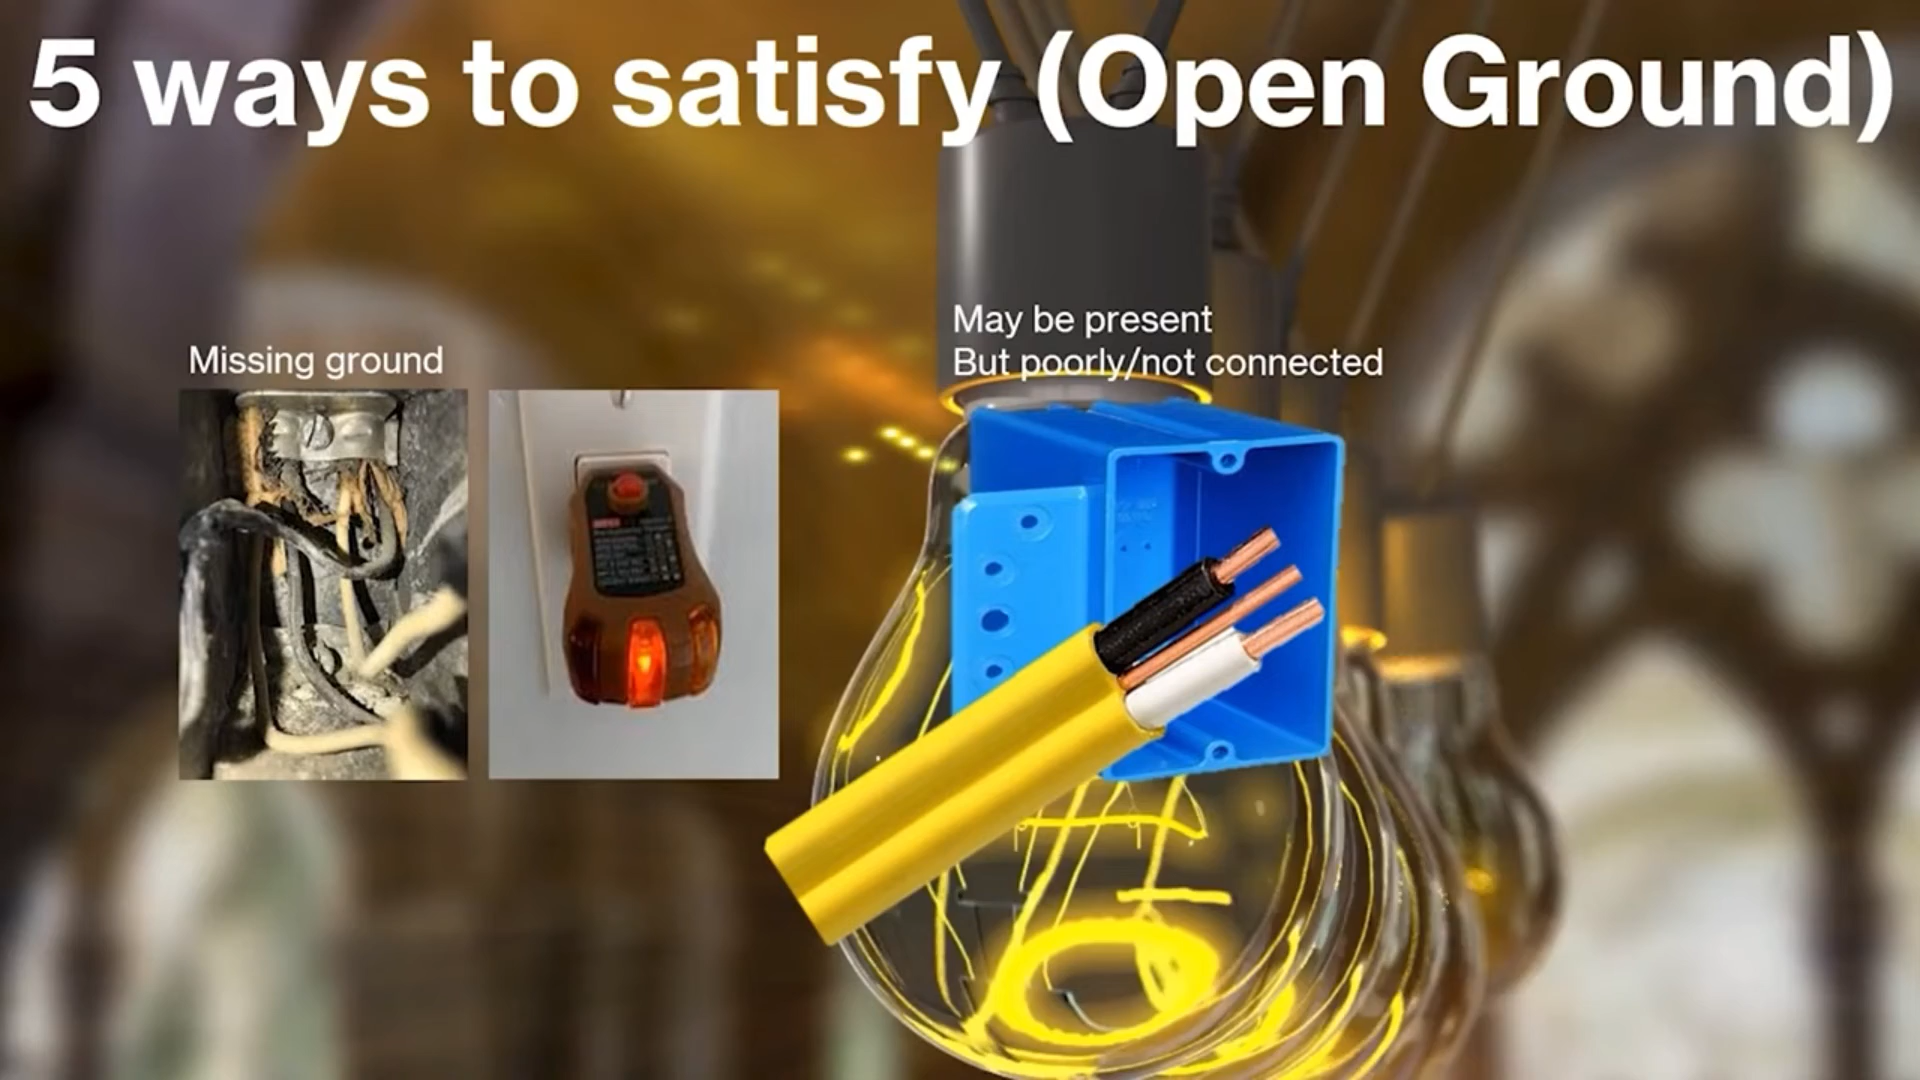 5 ways to satisfy (Open Ground)
Missing ground
May be present
But poorly/not connected